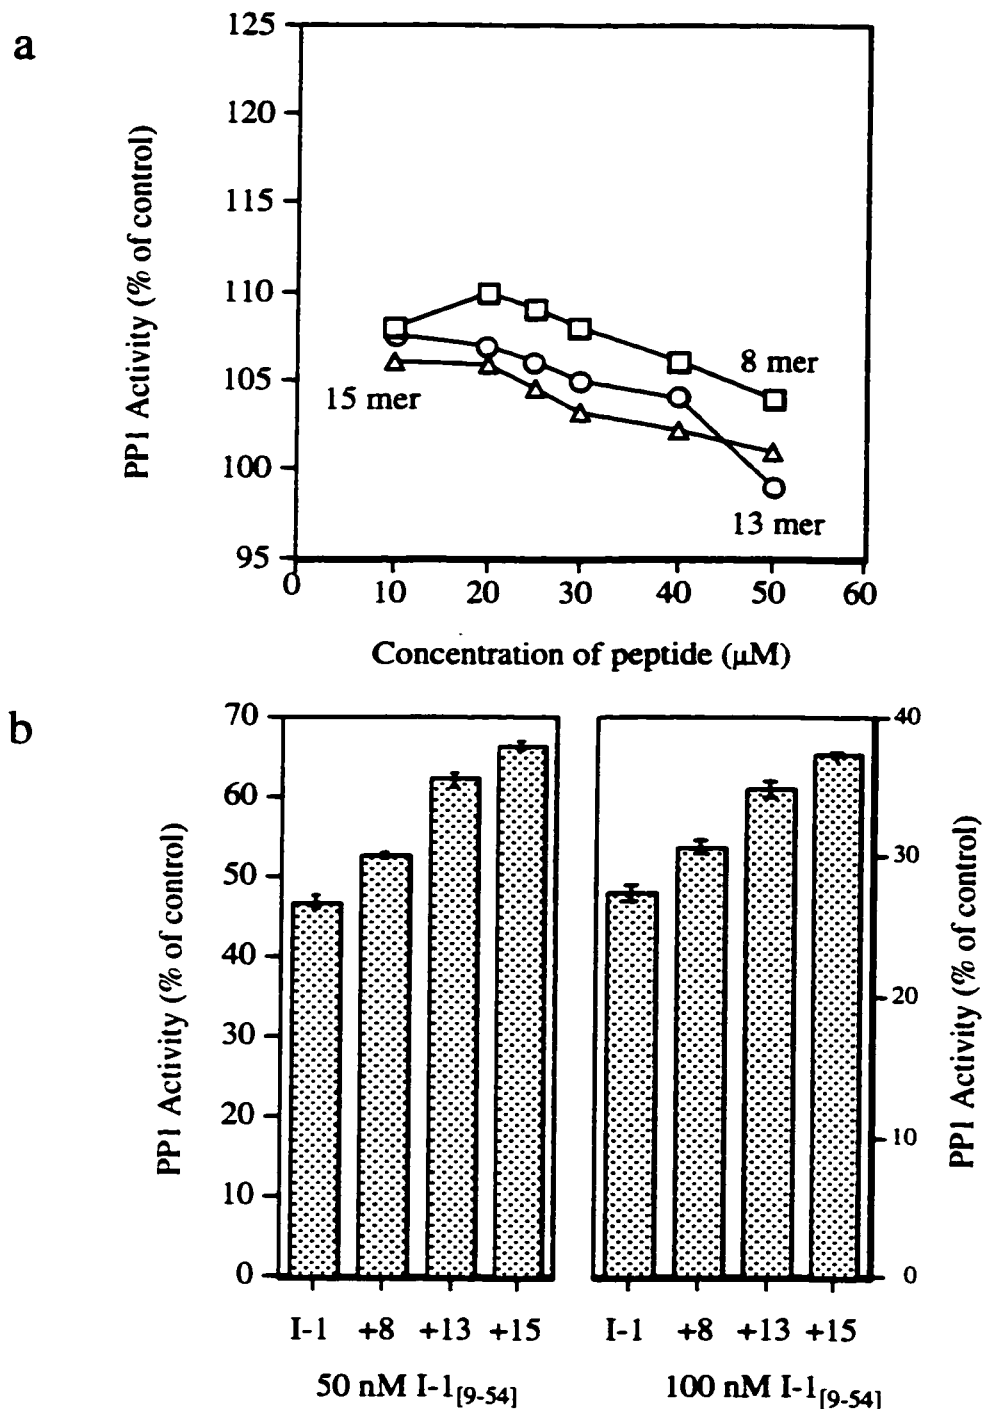 a
125
120
115
110
105
100
95
PP1 Activity (% of control)
8 mer
15 mer
13 mer
0 10 20 30 40 50 60
Concentration of peptide (µM)
b
70
60
50
40
30
20
10
0
PP1 Activity (% of control)
40
30
20
10
0
PP1 Activity (% of control)
I-1 +8 +13 +15
I-1 +8 +13 +15
50 nM I-1[9-54]
100 nM I-1[9-54]